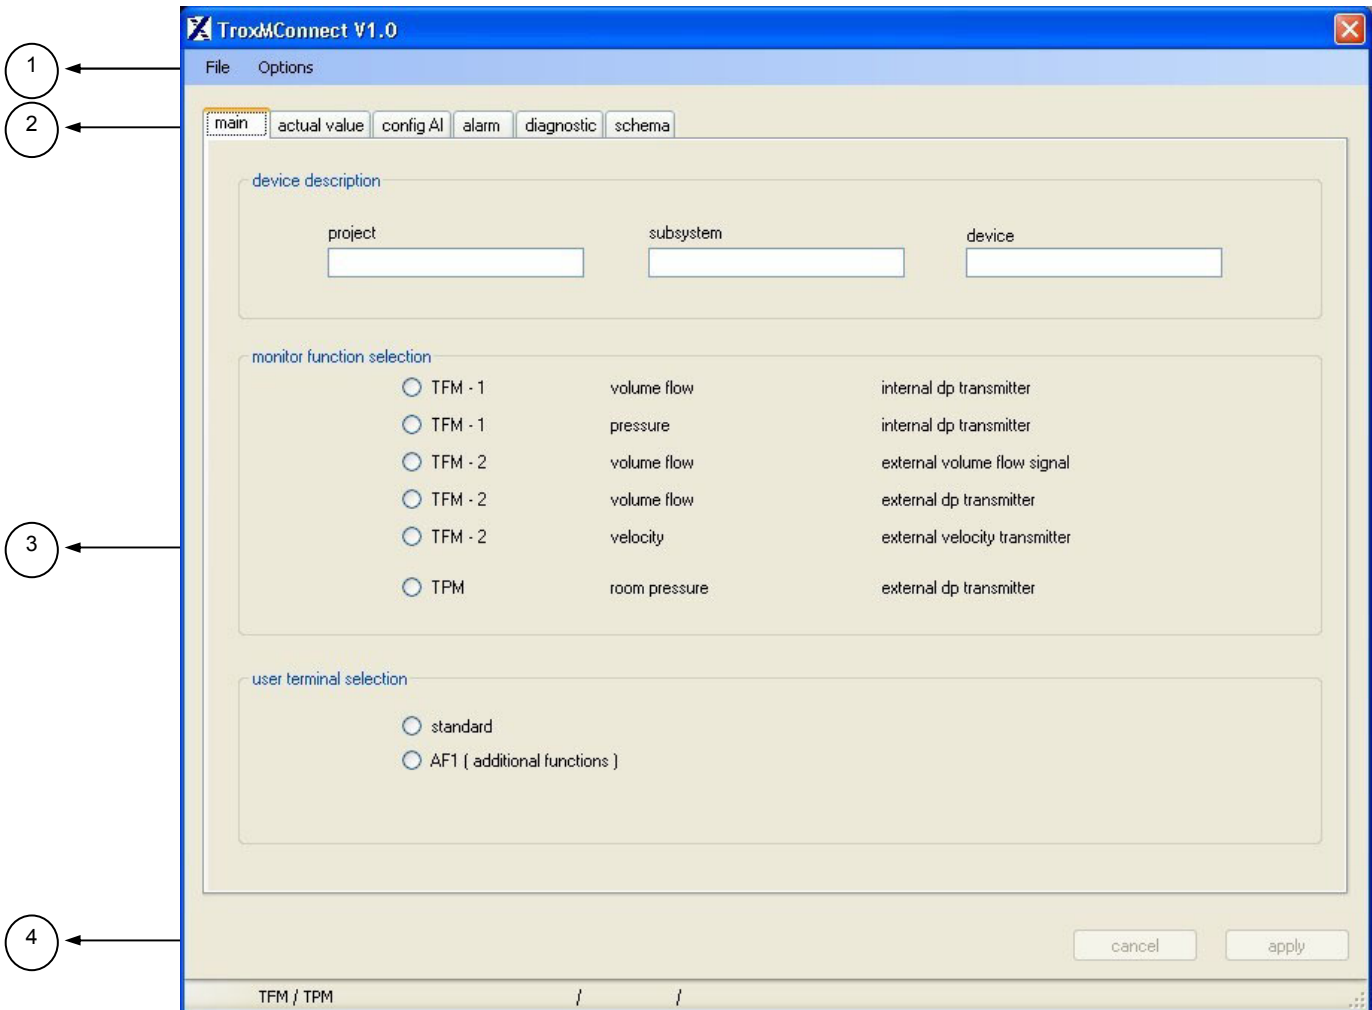 TroxMConnect V1.0
1
File Options
2
main actual value config AI alarm diagnostic schema
device description
project subsystem device
monitor function selection
TFM - 1 volume flow internal dp transmitter
TFM - 1 pressure internal dp transmitter
TFM - 2 volume flow external volume flow signal
TFM - 2 volume flow external dp transmitter
3
TFM - 2 velocity external velocity transmitter
TPM room pressure external dp transmitter
user terminal selection
standard
AF1 ( additional functions )
4
cancel apply
TFM / TPM / /